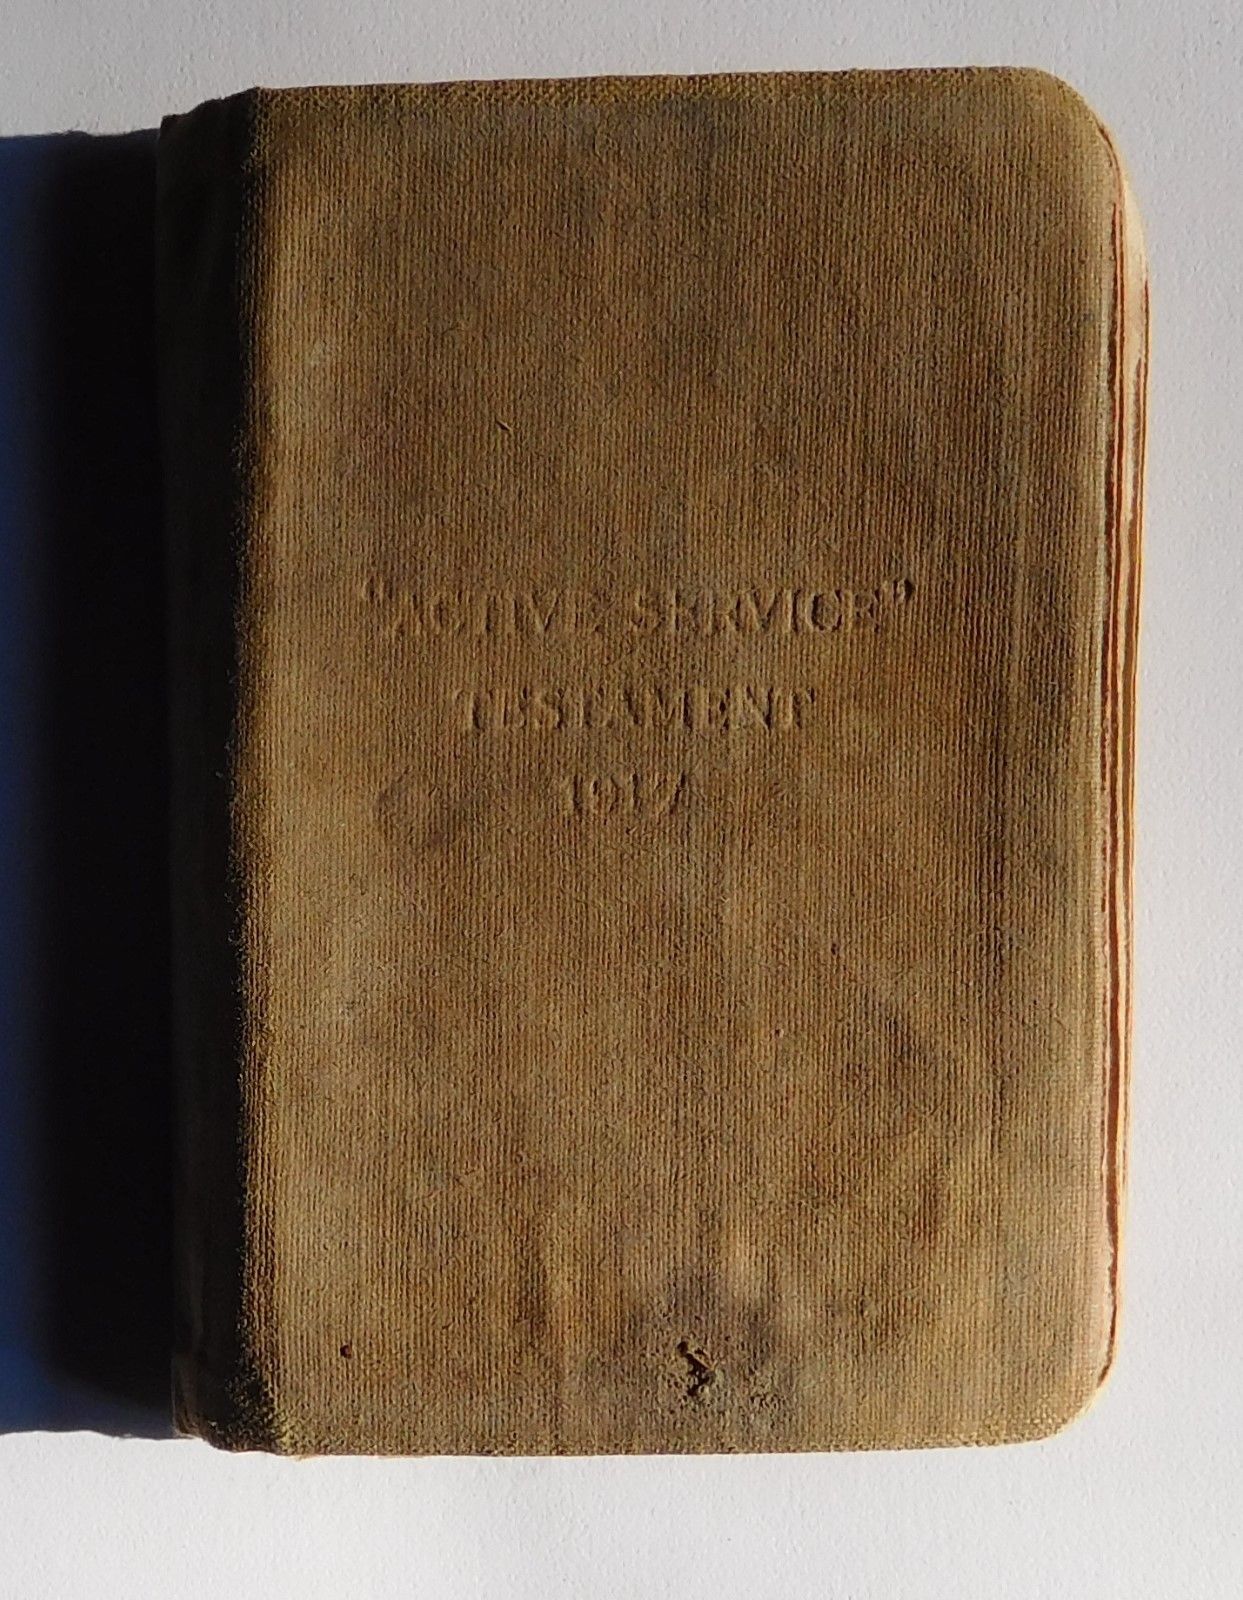 "ACTIVE SERVICE"
TESTAMENT
1917